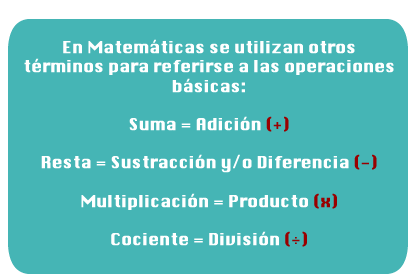 En Matemáticas se utilizan otros
términos para referirse a las operaciones
básicas:
Suma = Adición (+)
Resta = Sustracción y/o Diferencia (-)
Multiplicación = Producto (x)
Cociente = División (÷)